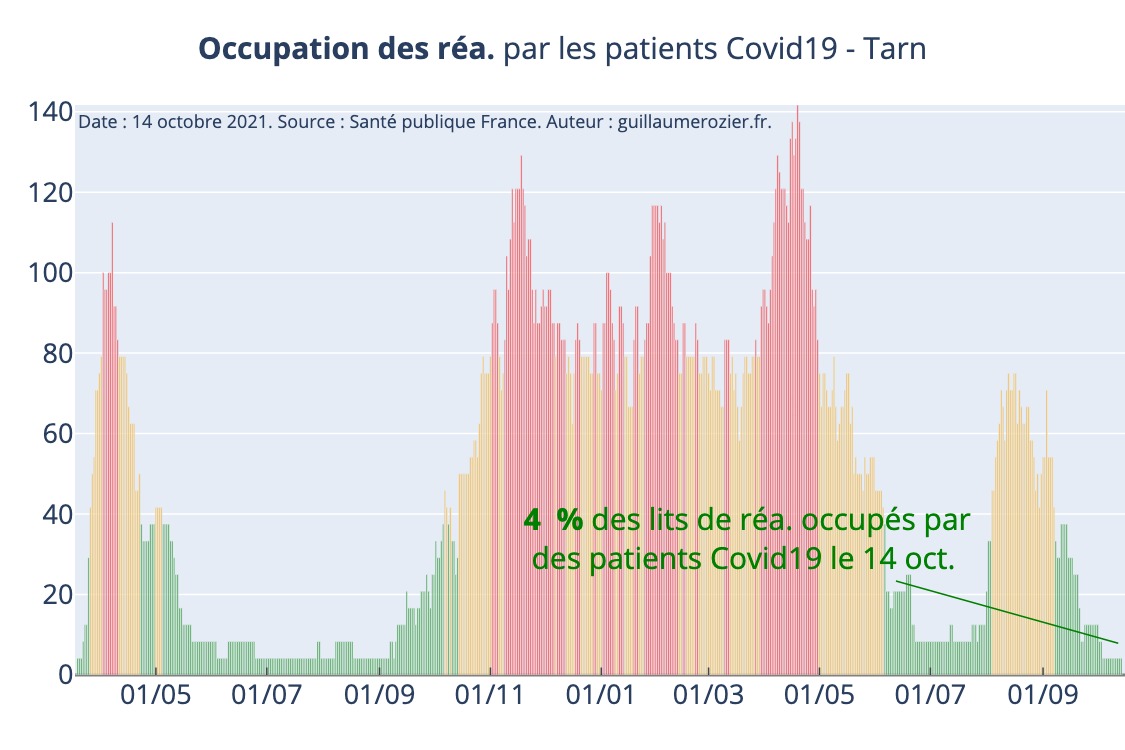 Occupation des réa. par les patients Covid19 - Tarn
140
Date : 14 octobre 2021. Source : Santé publique France. Auteur : guillaumerozier.fr.
120
100
80
60
40
4 % des lits de réa. occupés par
des patients Covid19 le 14 oct.
20
0
01/05 01/07 01/09 01/11 01/01 01/03 01/05 01/07 01/09